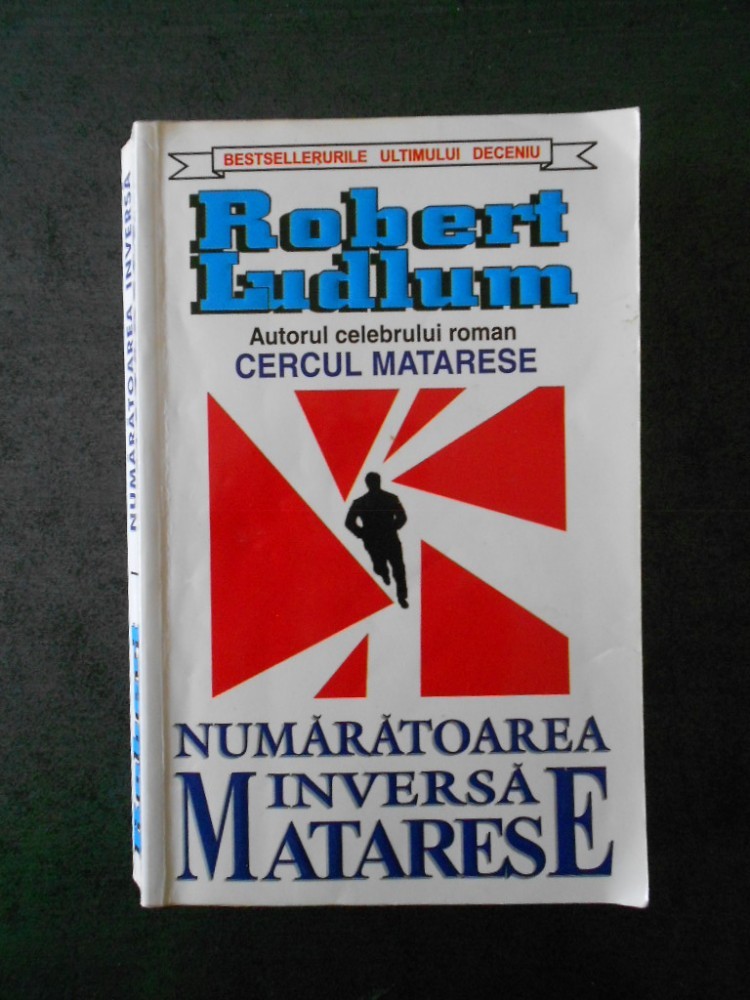 BESTSELLERURILE ULTIMULUI DECENIU
Robert
Ludlum
Autorul celebrului roman
CERCUL MATARESE
NUMĂRĂTOAREA
INVERSĂ
MATARESE
NUMĂRĂTOAREA INVERSĂ